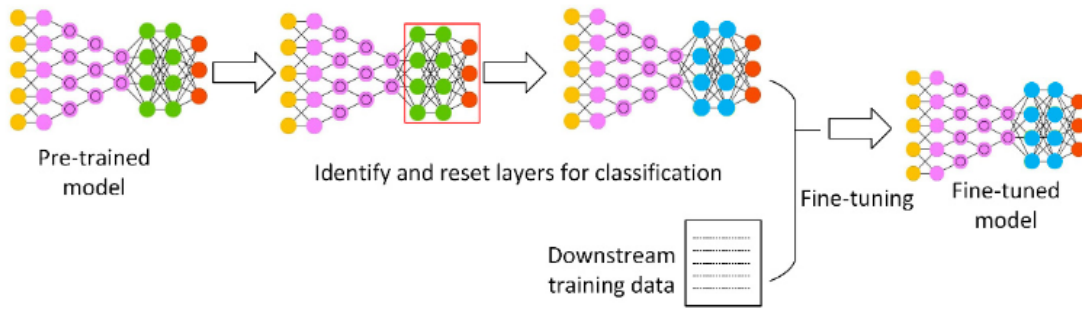 Pre-trained
model
Identify and reset layers for classification
Downstream
training data
Fine-tuning
Fine-tuned
model